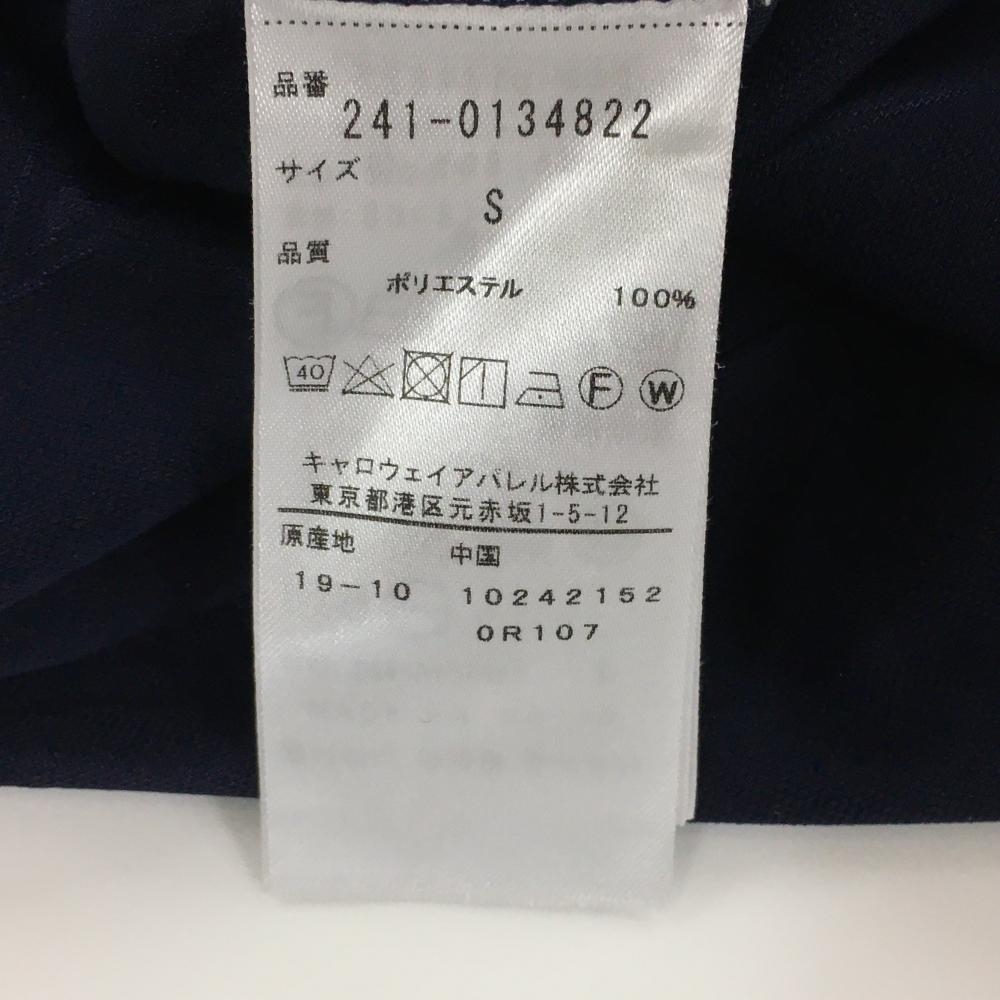 品番
241-0134822
サイズ
S
品質
ポリエステル 100%
40 F W
キャロウェイアパレル株式会社
東京都港区元赤坂1-5-12
原産地 中国
19-10 10242152
0R107